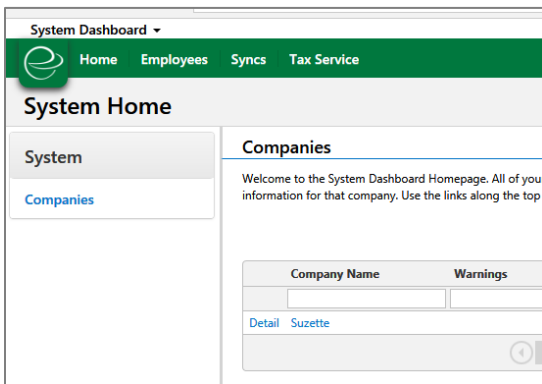 System Dashboard
Home Employees Syncs Tax Service
System Home
System
Companies
Companies
Welcome to the System Dashboard Homepage. All of you
information for that company. Use the links along the top
Company Name Warnings
Detail Suzette